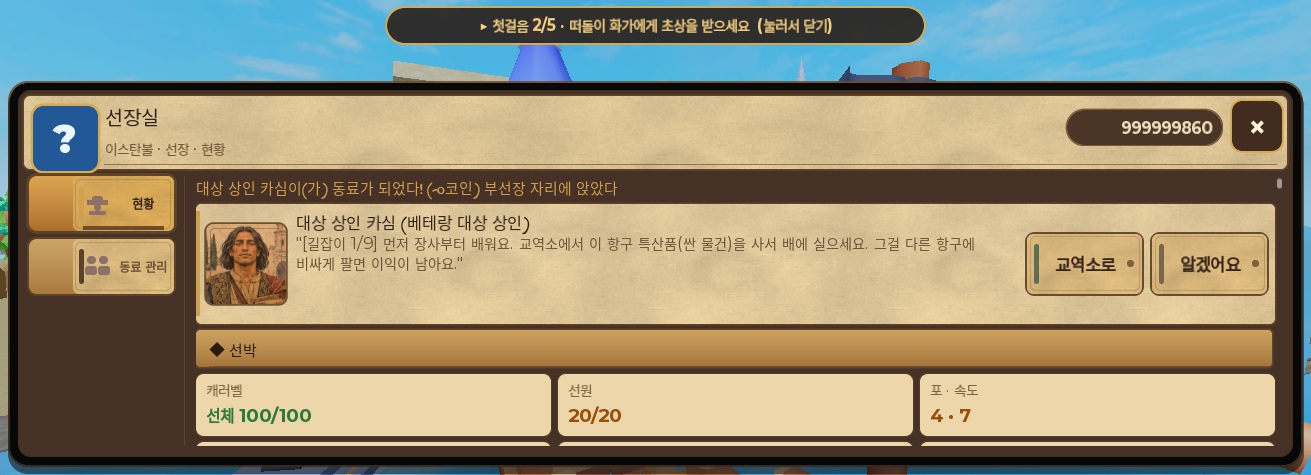 ▸ 첫걸음 2/5 · 떠돌이 화가에게 초상을 받으세요 (눌러서 닫기)
?
선장실
이스탄불 · 선장 · 현황
999999860
×
현황
동료 관리
대상 상인 카심이(가) 동료가 되었다! (-0코인) 부선장 자리에 앉았다
대상 상인 카심 (베테랑 대상 상인)
"[길잡이 1/9] 먼저 장사부터 배워요. 교역소에서 이 항구 특산품(싼 물건)을 사서 배에 실으세요. 그걸 다른 항구에
비싸게 팔면 이익이 남아요."
교역소로
알겠어요
◆ 선박
캐러벨
선체 100/100
선원
20/20
포 · 속도
4 · 7